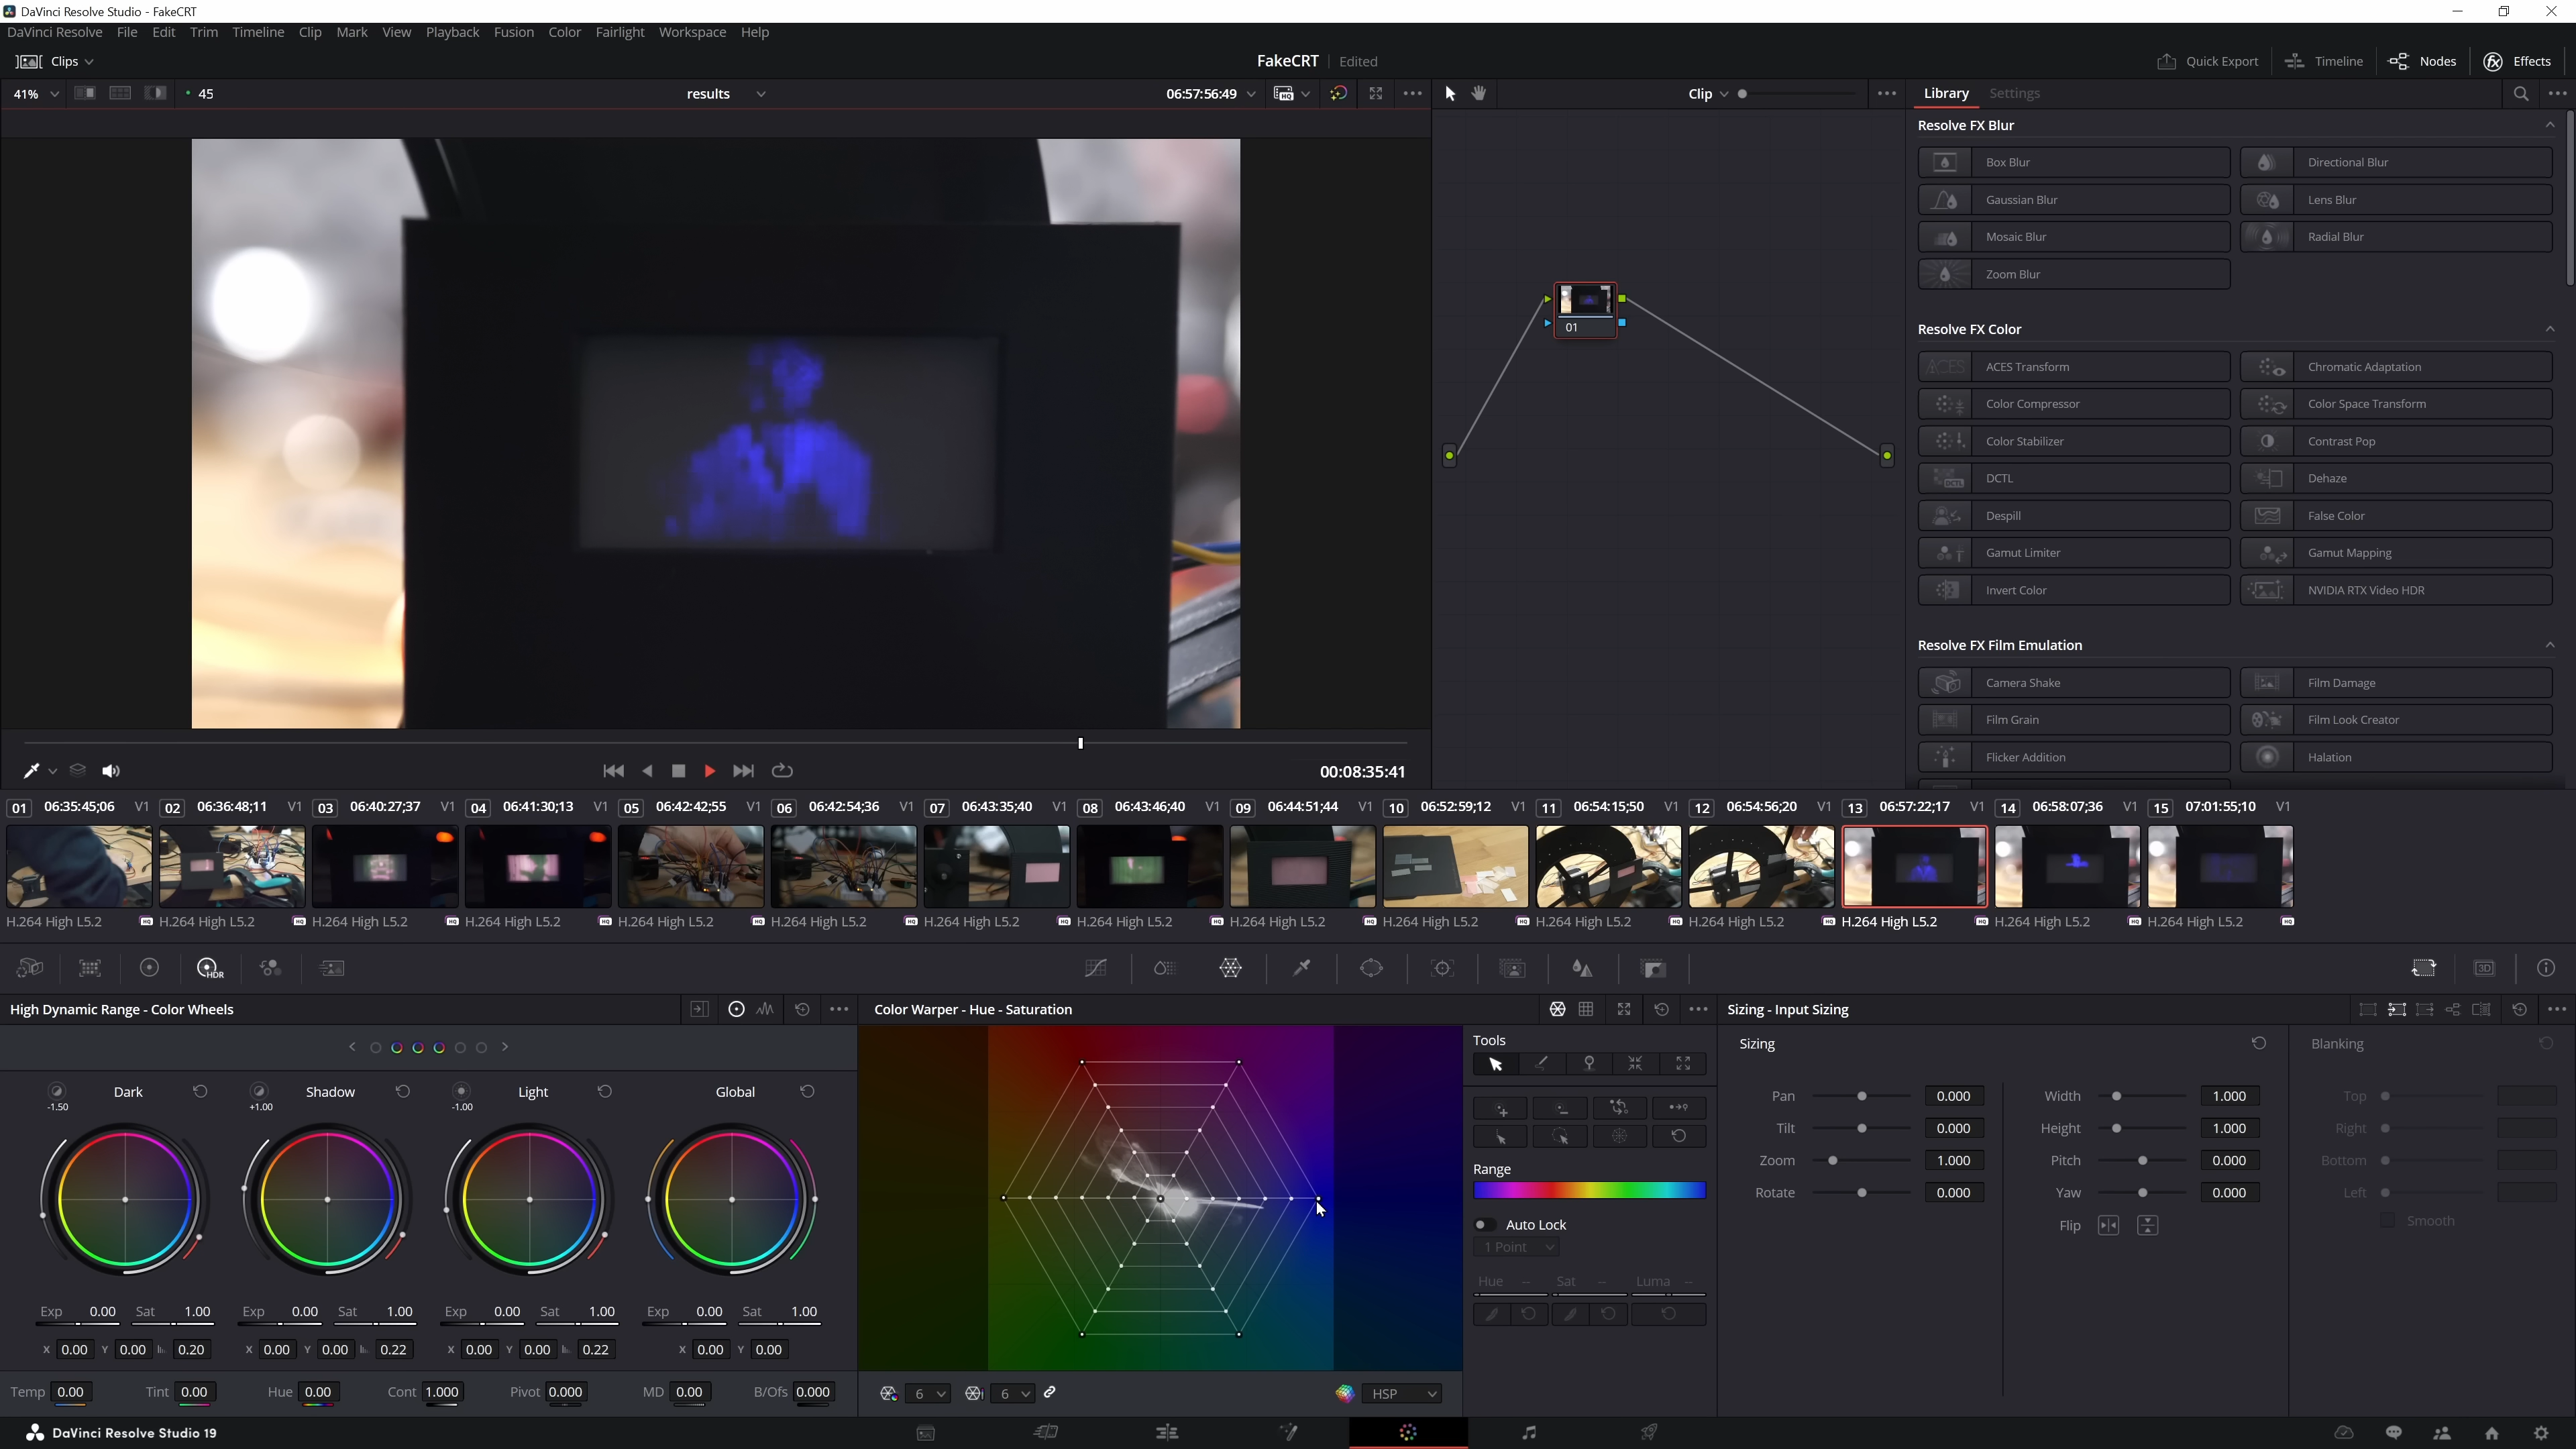 DaVinci Resolve Studio - FakeCRT
DaVinci Resolve File Edit Trim Timeline Clip Mark View Playback Fusion Color Fairlight Workspace Help
Clips FakeCRT Edited Quick Export Timeline Nodes Effects
41% 45 results 06:57:56:49 Clip Library Settings
Resolve FX Blur
Box Blur Directional Blur
Gaussian Blur Lens Blur
Mosaic Blur Radial Blur
Zoom Blur
01
Resolve FX Color
ACES Transform Chromatic Adaptation
Color Compressor Color Space Transform
Color Stabilizer Contrast Pop
DCTL Dehaze
Despill False Color
Gamut Limiter Gamut Mapping
Invert Color NVIDIA RTX Video HDR
Resolve FX Film Emulation
Camera Shake Film Damage
Film Grain Film Look Creator
Flicker Addition Halation
00:08:35:41
01 06:35:45;06 V1 02 06:36:48;11 V1 03 06:40:27;37 V1 04 06:41:30;13 V1 05 06:42:42;55 V1 06 06:42:54;36 V1 07 06:43:35;40 V1 08 06:43:46;40 V1 09 06:44:51;44 V1 10 06:52:59;12 V1 11 06:54:15;50 V1 12 06:54:56;20 V1 13 06:57:22;17 V1 14 06:58:07;36 V1 15 07:01:55;10 V1
H.264 High L5.2 H.264 High L5.2 H.264 High L5.2 H.264 High L5.2 H.264 High L5.2 H.264 High L5.2 H.264 High L5.2 H.264 High L5.2 H.264 High L5.2 H.264 High L5.2 H.264 High L5.2 H.264 High L5.2 H.264 High L5.2 H.264 High L5.2 H.264 High L5.2
HDR 3D
High Dynamic Range - Color Wheels Color Warper - Hue - Saturation Sizing - Input Sizing
Tools
Sizing Blanking
-1.50 Dark +1.00 Shadow -1.00 Light Global
Pan 0.000 Width 1.000 Top
Tilt 0.000 Height 1.000 Right
Zoom 1.000 Pitch 0.000 Bottom
Rotate 0.000 Yaw 0.000 Left
Range
Flip Smooth
Auto Lock
1 Point
Hue -- Sat -- Luma --
Exp 0.00 Sat 1.00 Exp 0.00 Sat 1.00 Exp 0.00 Sat 1.00 Exp 0.00 Sat 1.00
X 0.00 Y 0.00 0.20 X 0.00 Y 0.00 0.22 X 0.00 Y 0.00 0.22 X 0.00 Y 0.00
Temp 0.00 Tint 0.00 Hue 0.00 Cont 1.000 Pivot 0.000 MD 0.00 B/Ofs 0.000 6 6 HSP
DaVinci Resolve Studio 19